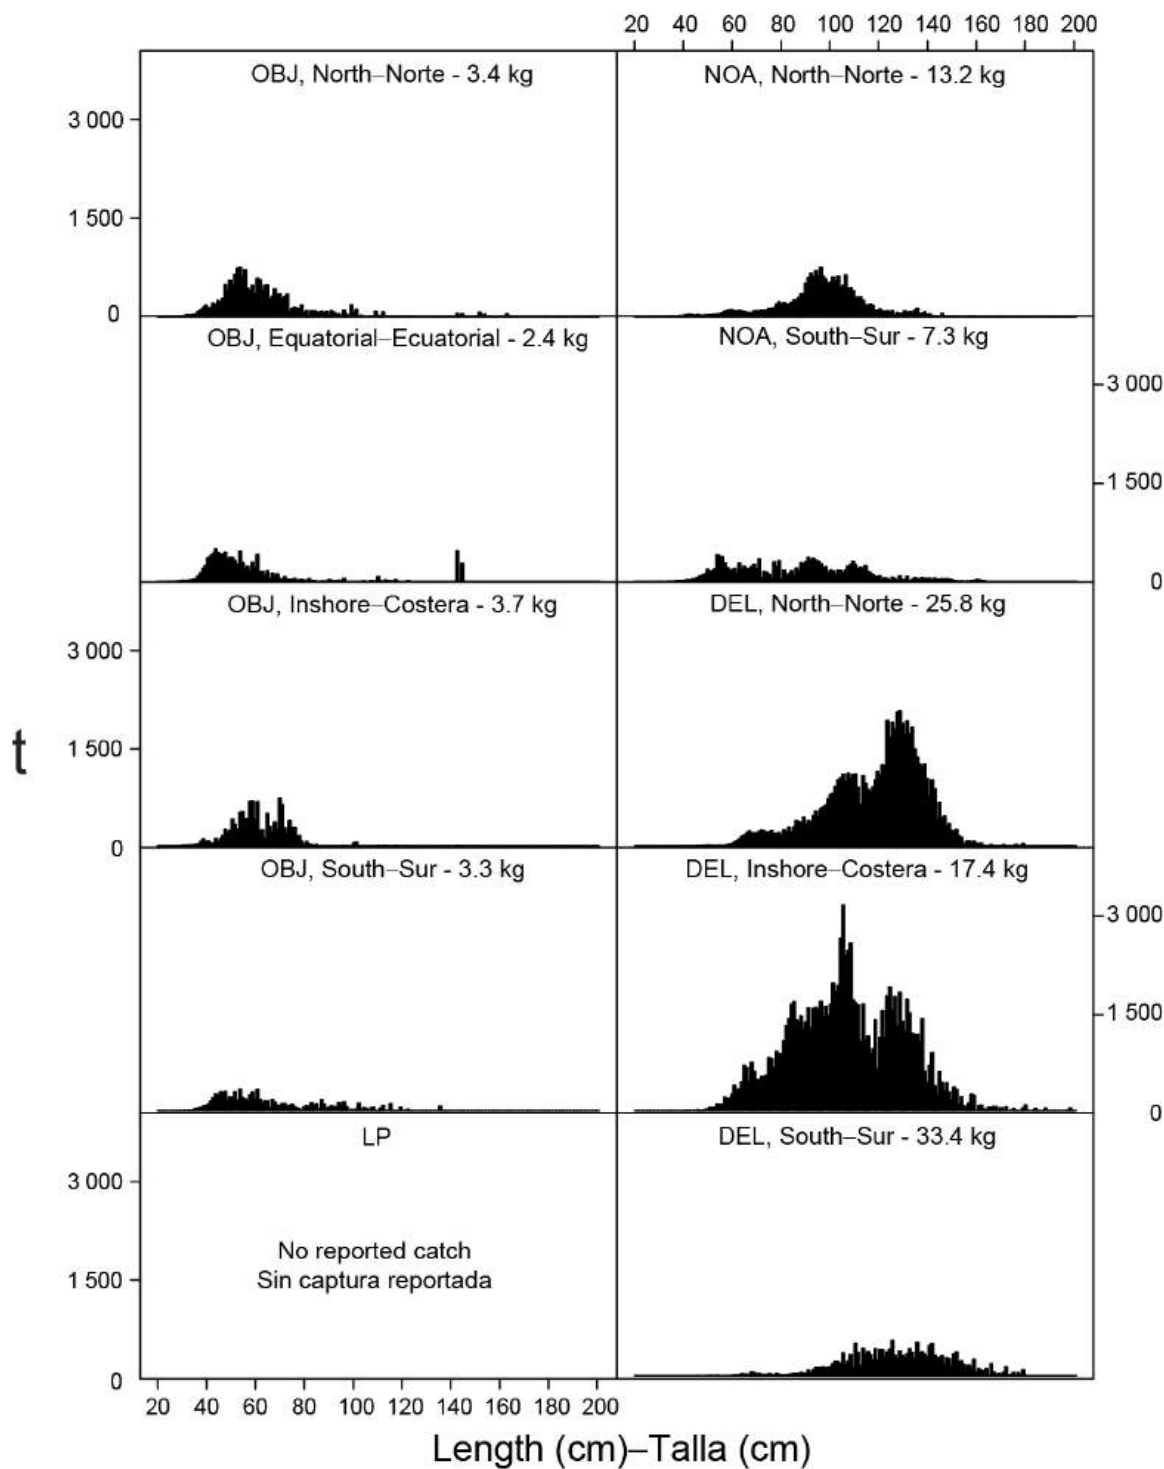 20 40 60 80 100 120 140 160 180 200
OBJ, North–Norte - 3.4 kg
NOA, North–Norte - 13.2 kg
3 000
1 500
0
OBJ, Equatorial–Ecuatorial - 2.4 kg
NOA, South–Sur - 7.3 kg
3 000
1 500
0
OBJ, Inshore–Costera - 3.7 kg
DEL, North–Norte - 25.8 kg
3 000
1 500
0
t
OBJ, South–Sur - 3.3 kg
DEL, Inshore–Costera - 17.4 kg
3 000
1 500
0
LP
DEL, South–Sur - 33.4 kg
3 000
No reported catch
Sin captura reportada
1 500
0
20 40 60 80 100 120 140 160 180 200
Length (cm)–Talla (cm)